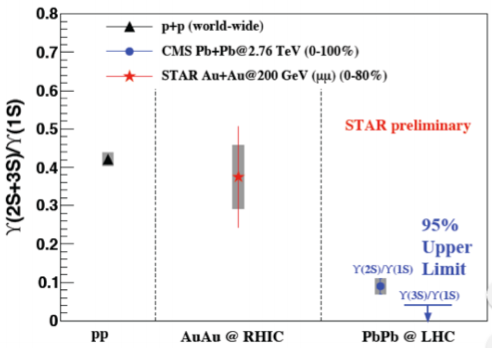 0.8
0.7
0.6
0.5
0.4
0.3
0.2
0.1
0
ϒ(2S+3S)/ϒ(1S)
p+p (world-wide)
CMS Pb+Pb@2.76 TeV (0-100%)
STAR Au+Au@200 GeV (μμ) (0-80%)
STAR preliminary
95%
Upper
Limit
ϒ(2S)/ϒ(1S)
ϒ(3S)/ϒ(1S)
pp
AuAu @ RHIC
PbPb @ LHC